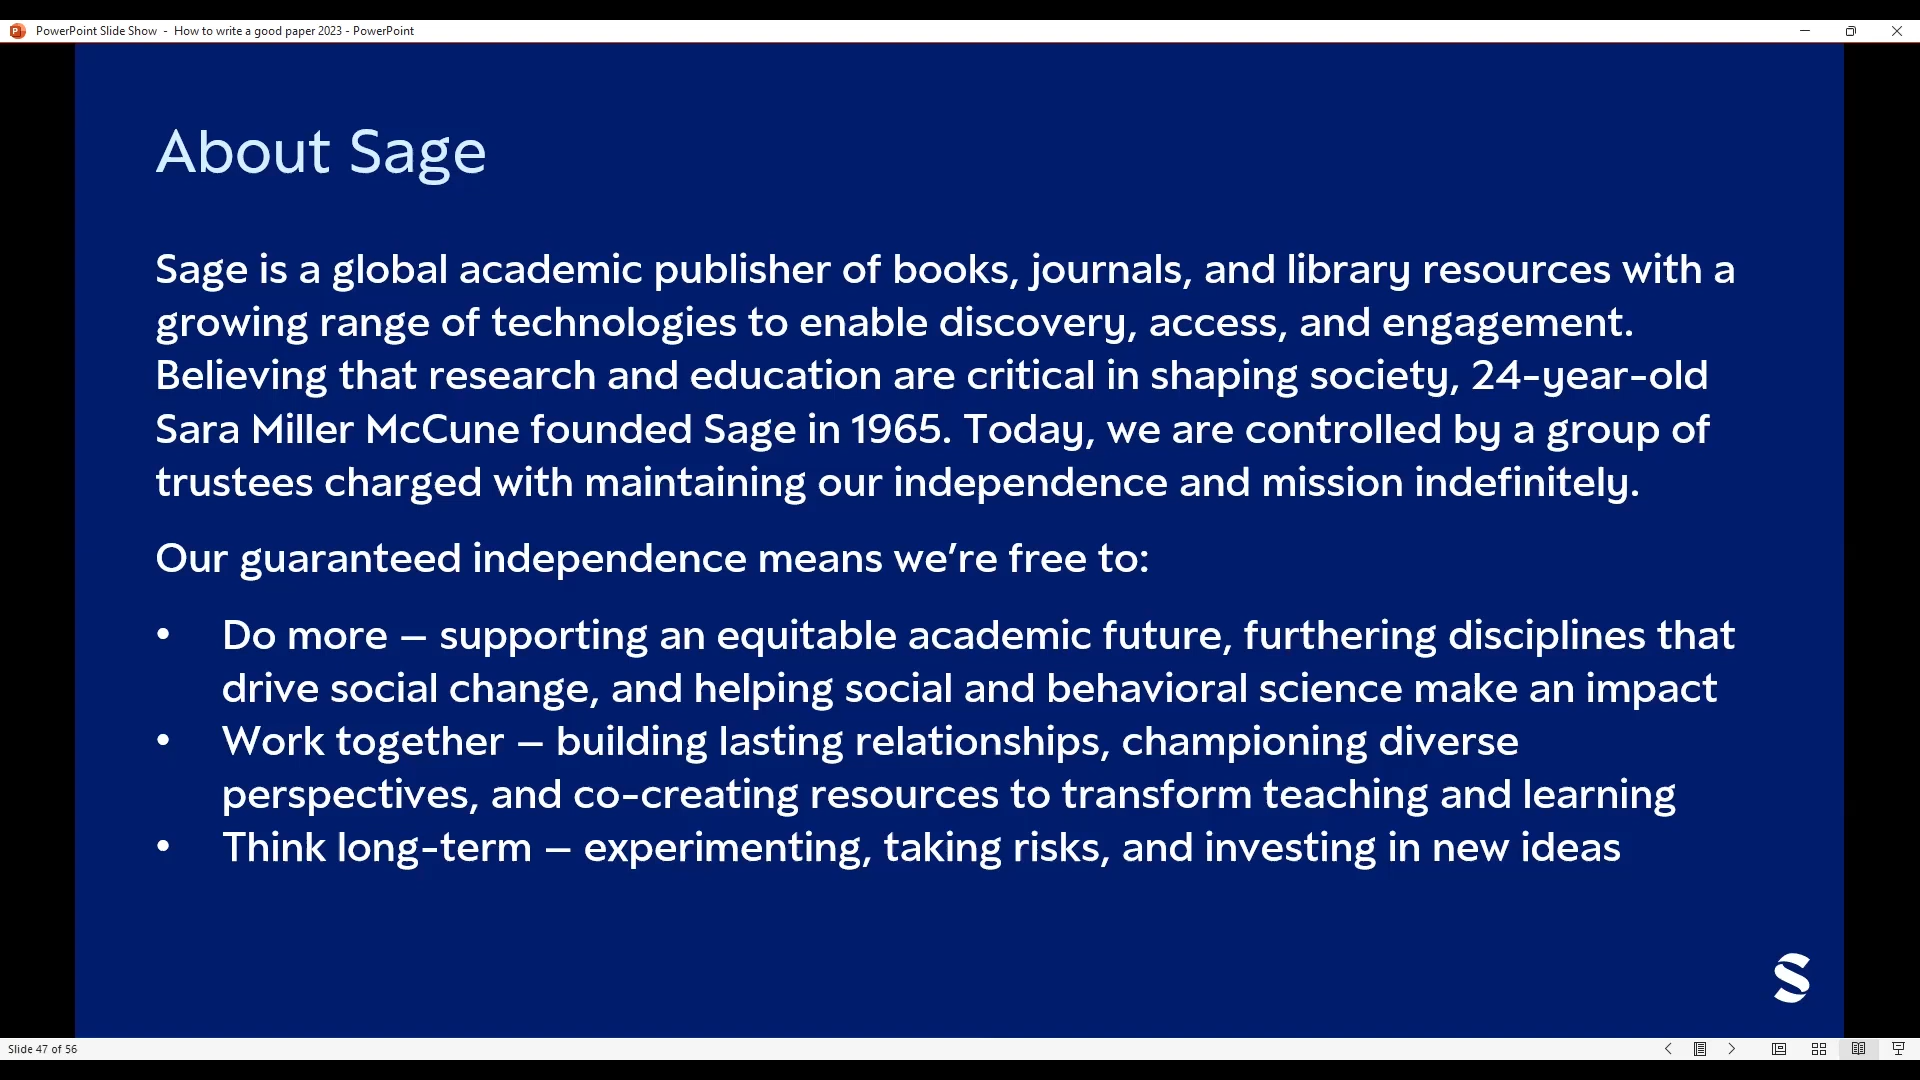 PowerPoint Slide Show - How to write a good paper 2023 - PowerPoint
About Sage
Sage is a global academic publisher of books, journals, and library resources with a
growing range of technologies to enable discovery, access, and engagement.
Believing that research and education are critical in shaping society, 24-year-old
Sara Miller McCune founded Sage in 1965. Today, we are controlled by a group of
trustees charged with maintaining our independence and mission indefinitely.
Our guaranteed independence means we’re free to:
• Do more – supporting an equitable academic future, furthering disciplines that
drive social change, and helping social and behavioral science make an impact
• Work together – building lasting relationships, championing diverse
perspectives, and co-creating resources to transform teaching and learning
• Think long-term – experimenting, taking risks, and investing in new ideas
S
Slide 47 of 56